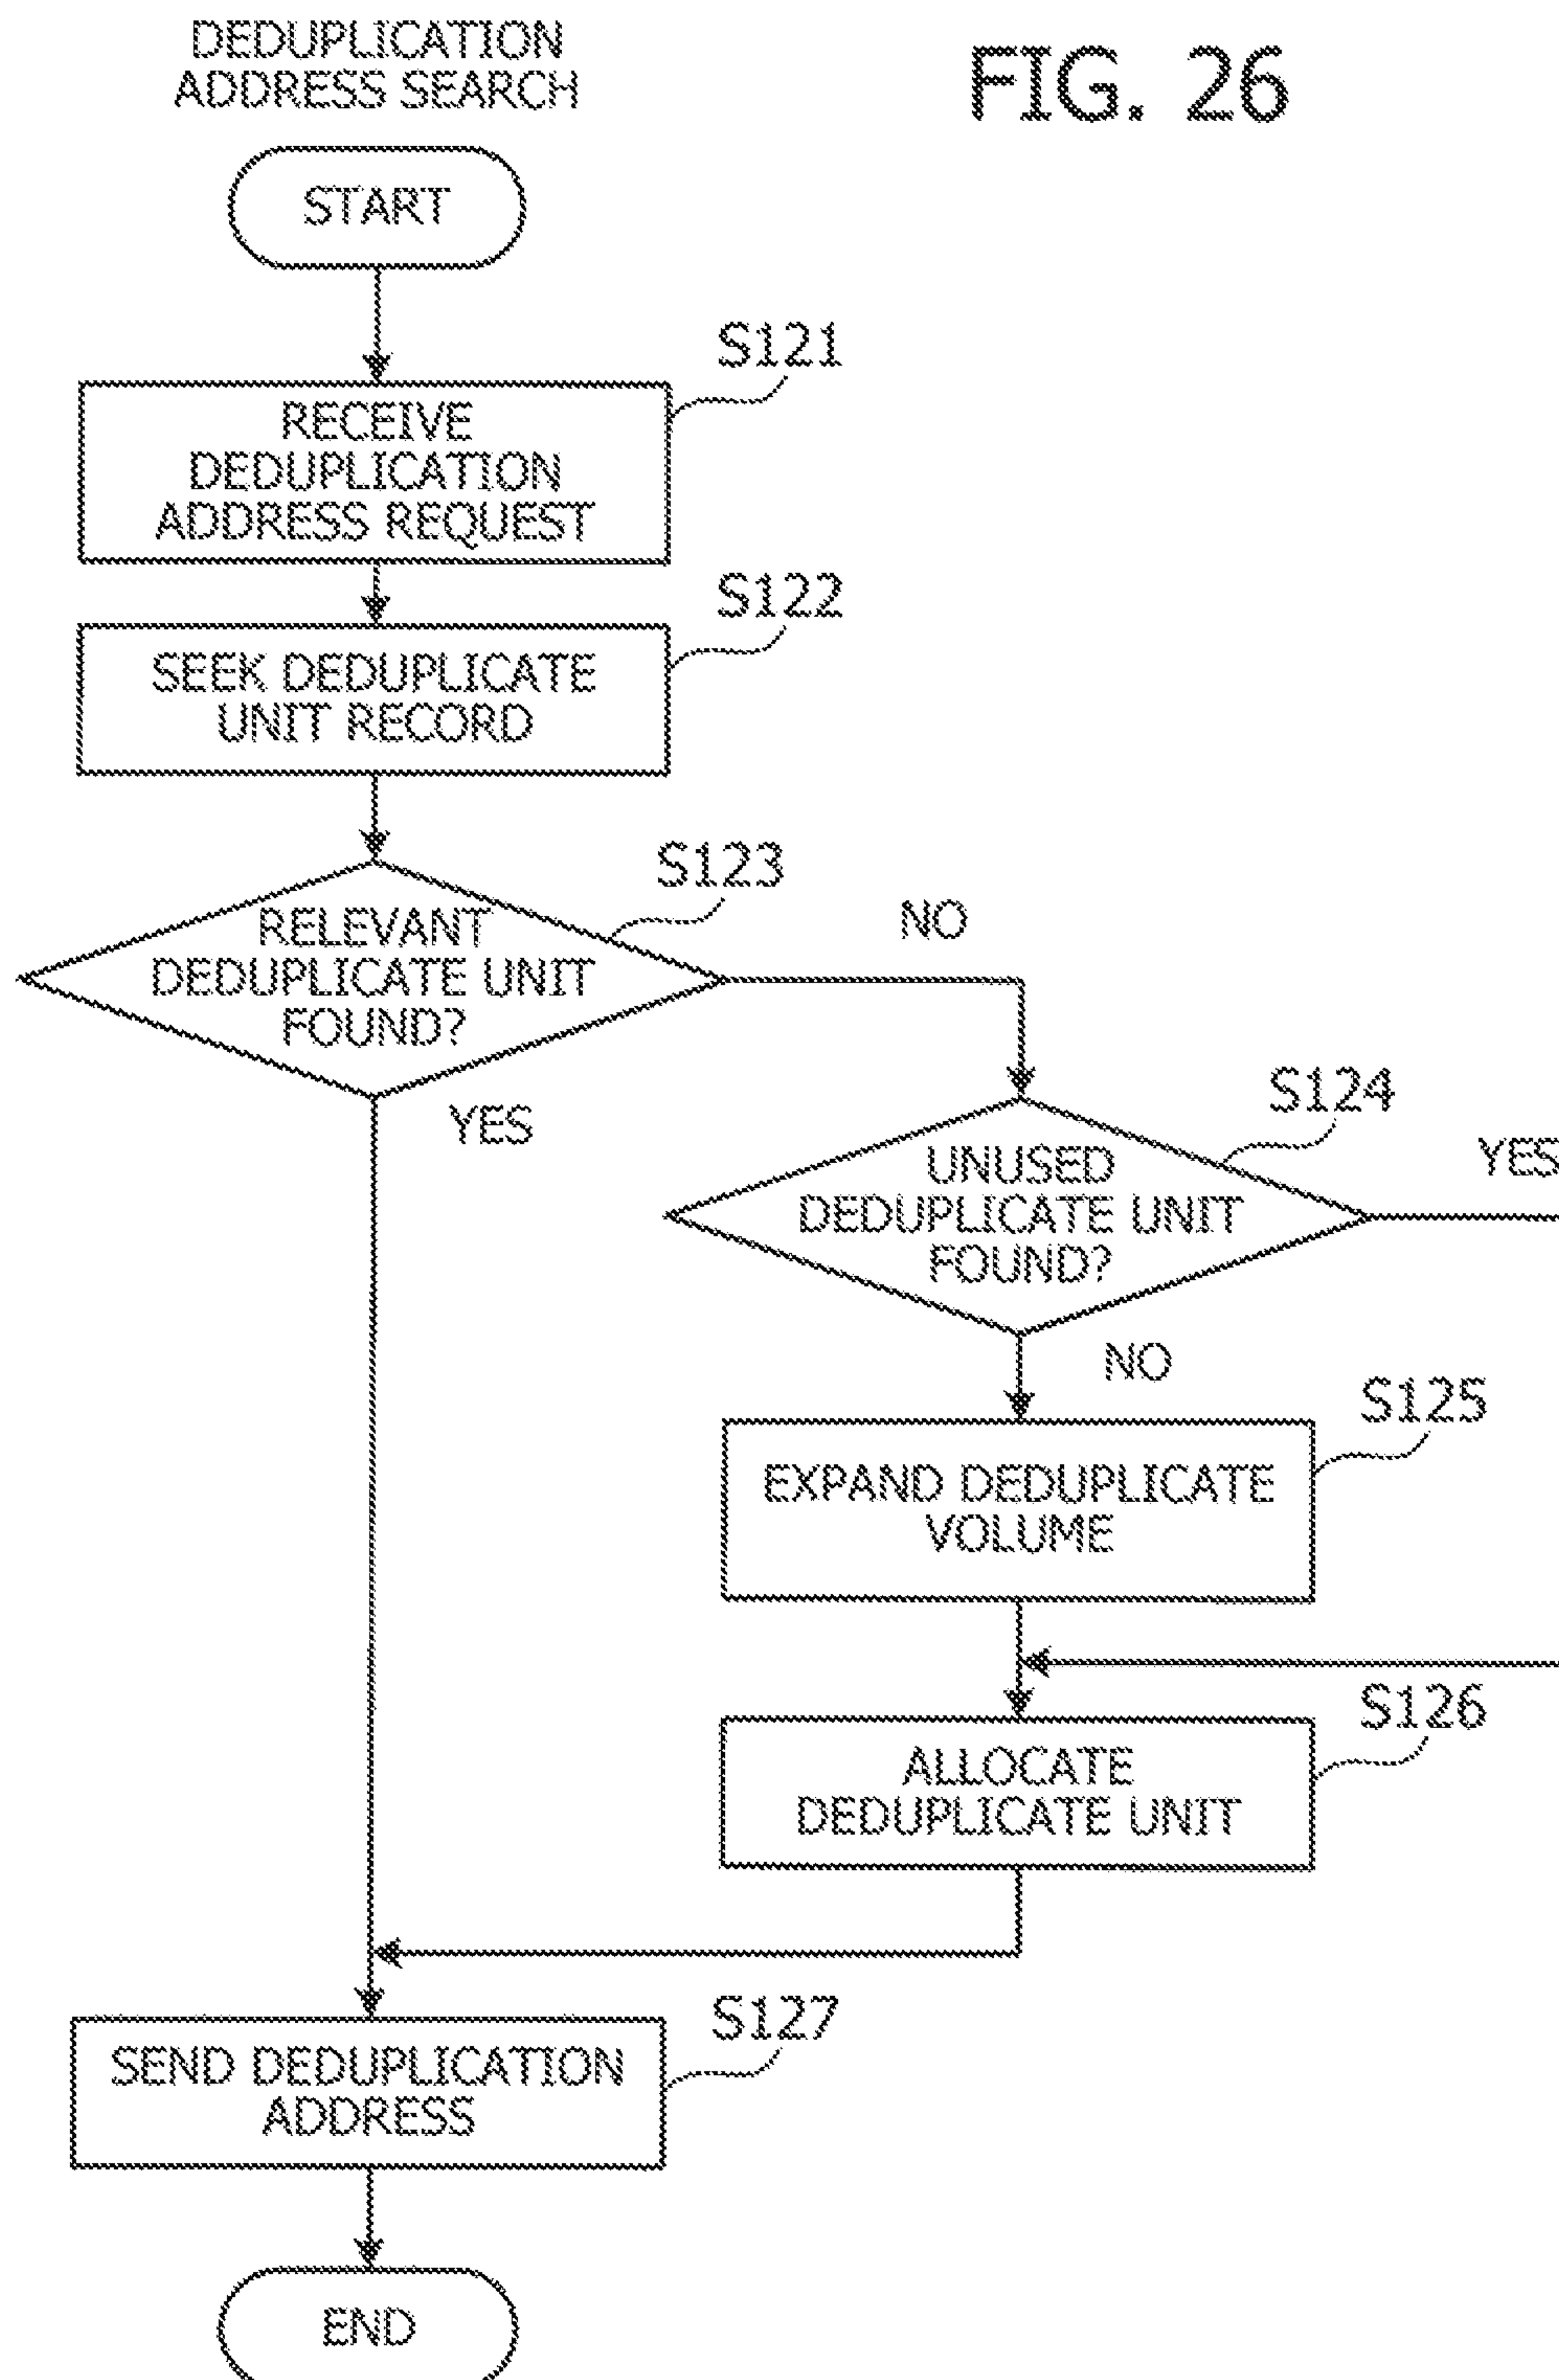 DEDUPLICATION
ADDRESS SEARCH
FIG. 26
START
S121
RECEIVE
DEDUPLICATION
ADDRESS REQUEST
S122
SEEK DEDUPLICATE
UNIT RECORD
S123
RELEVANT
DEDUPLICATE UNIT
FOUND?
NO
YES
S124
UNUSED
DEDUPLICATE UNIT
FOUND?
YES
NO
S125
EXPAND DEDUPLICATE
VOLUME
S126
ALLOCATE
DEDUPLICATE UNIT
S127
SEND DEDUPLICATION
ADDRESS
END